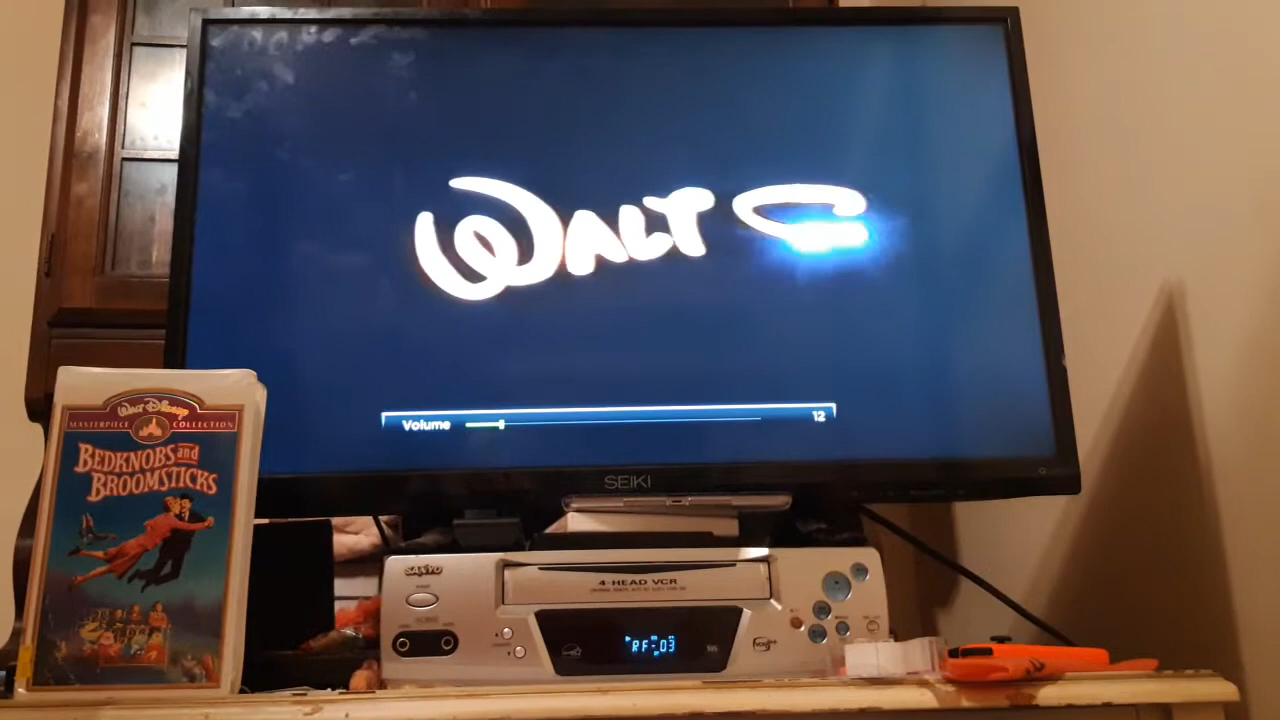 WALT
Volume 12
SEIKI
WALT DISNEY
MASTERPIECE COLLECTION
BEDKNOBS and
BROOMSTICKS
SANYO
4-HEAD VCR
RF-03